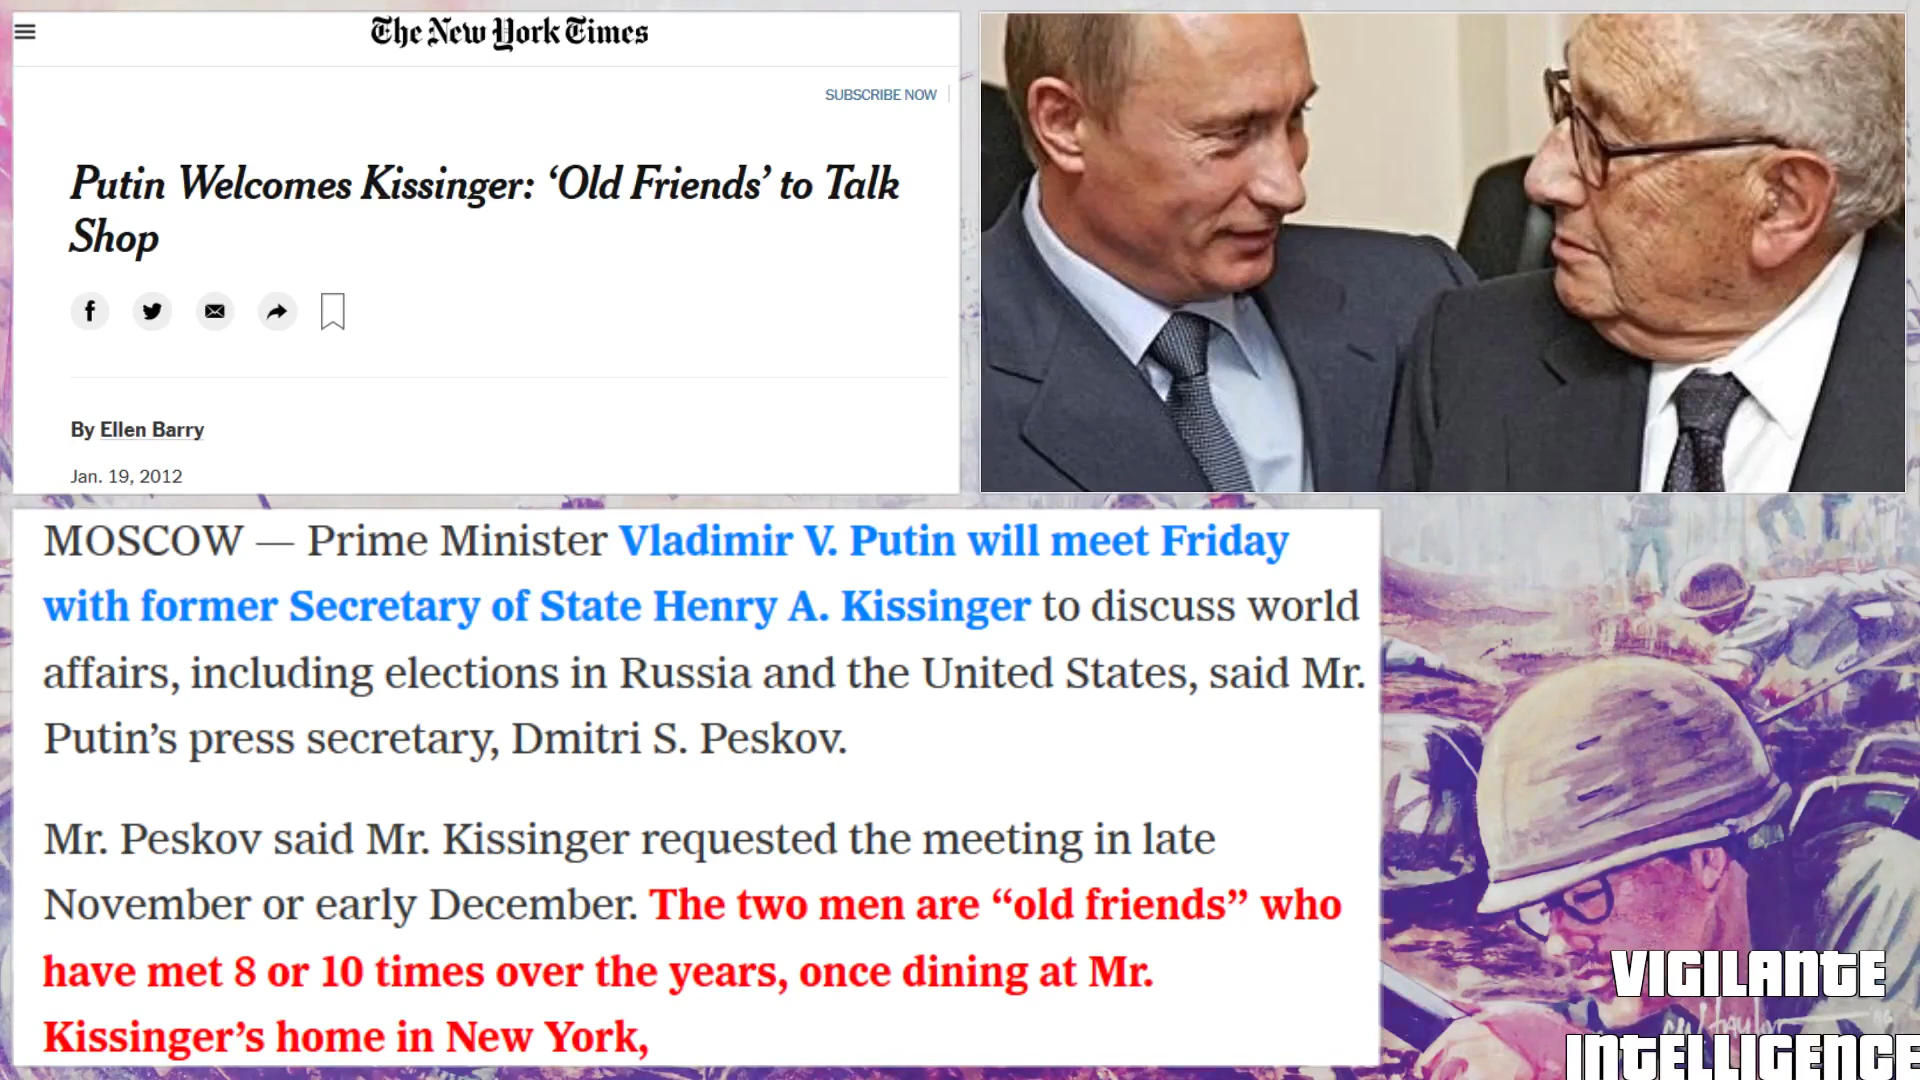 The New York Times
SUBSCRIBE NOW
Putin Welcomes Kissinger: ‘Old Friends’ to Talk
Shop
By Ellen Barry
Jan. 19, 2012
MOSCOW — Prime Minister Vladimir V. Putin will meet Friday
with former Secretary of State Henry A. Kissinger to discuss world
affairs, including elections in Russia and the United States, said Mr.
Putin’s press secretary, Dmitri S. Peskov.
Mr. Peskov said Mr. Kissinger requested the meeting in late
November or early December. The two men are “old friends” who
have met 8 or 10 times over the years, once dining at Mr.
Kissinger’s home in New York,
VIGILANTE
INTELLIGENCE